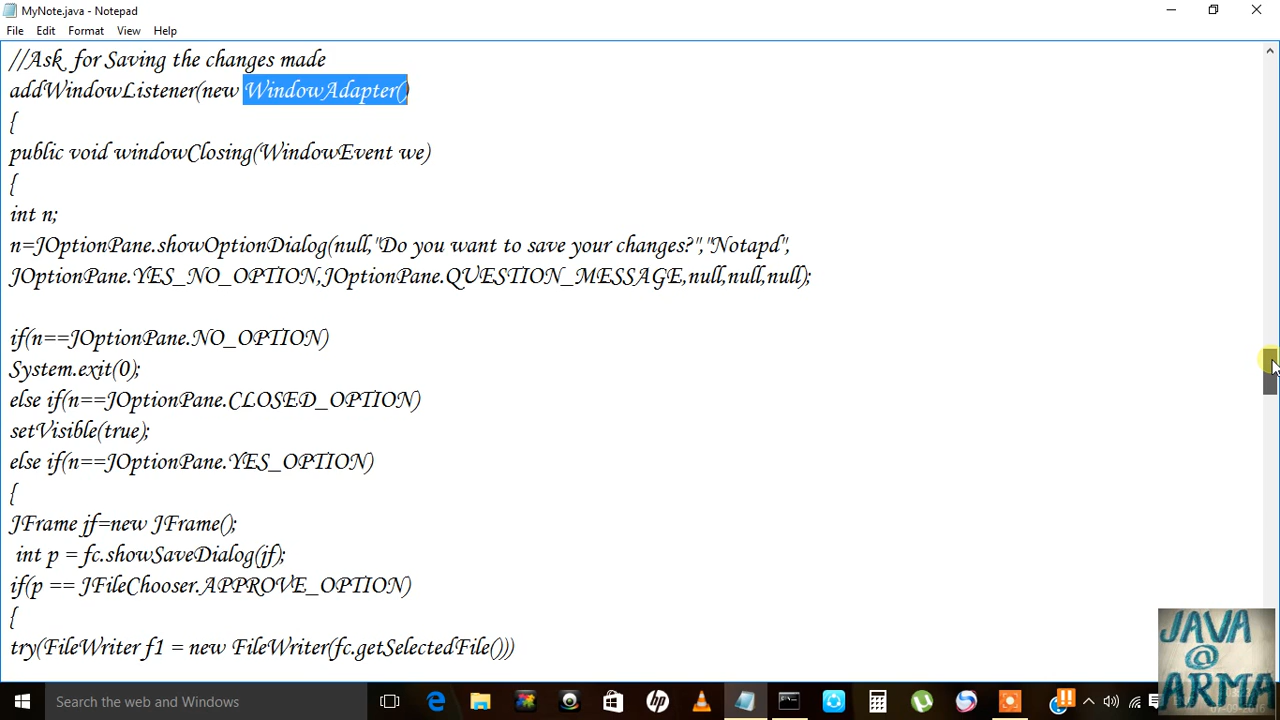 MyNote.java - Notepad
File Edit Format View Help
//Ask for Saving the changes made
addWindowListener(new WindowAdapter()
{
public void windowClosing(WindowEvent we)
{
int n;
n=JOptionPane.showOptionDialog(null,"Do you want to save your changes?","Notapd",
JOptionPane.YES_NO_OPTION,JOptionPane.QUESTION_MESSAGE,null,null,null);
if(n==JOptionPane.NO_OPTION)
System.exit(0);
else if(n==JOptionPane.CLOSED_OPTION)
setVisible(true);
else if(n==JOptionPane.YES_OPTION)
{
JFrame jf=new JFrame();
int p = fc.showSaveDialog(jf);
if(p == JFileChooser.APPROVE_OPTION)
{
try(FileWriter f1 = new FileWriter(fc.getSelectedFile()))
JAVA
@
ARMA
Search the web and Windows